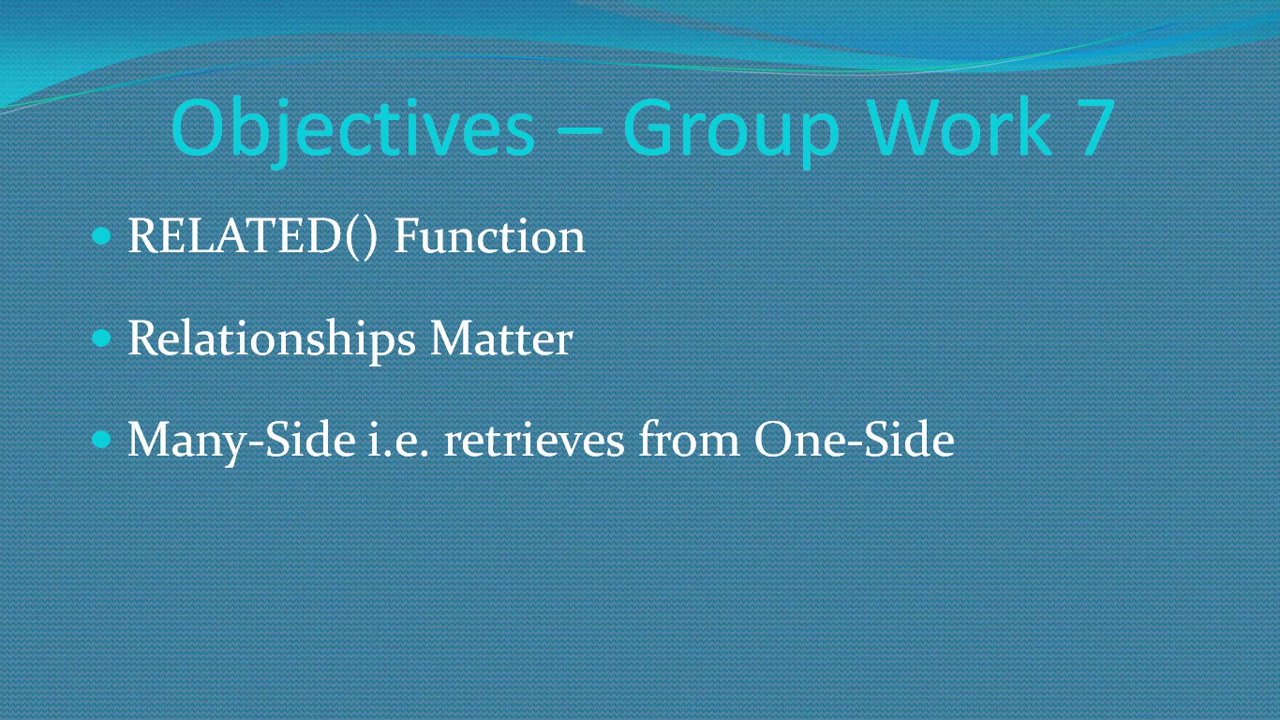 Objectives – Group Work 7
• RELATED() Function
• Relationships Matter
• Many-Side i.e. retrieves from One-Side